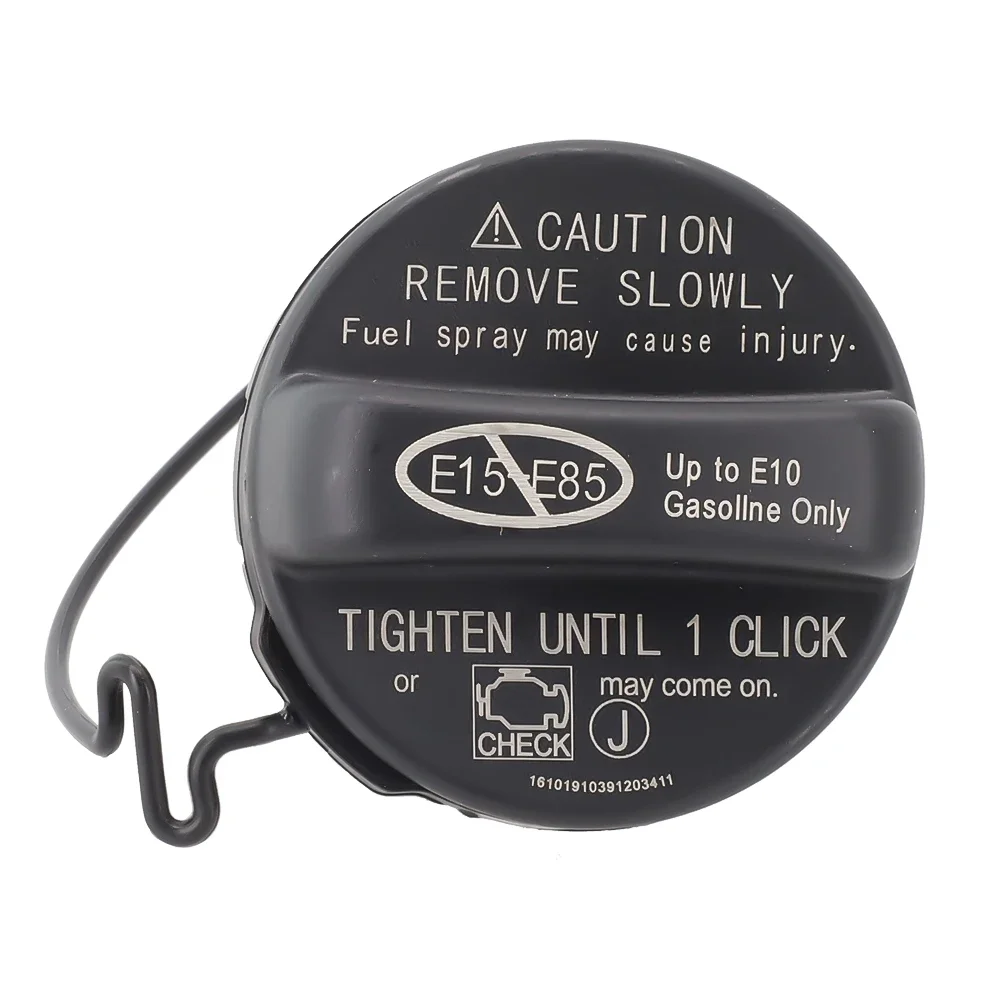 CAUTION
REMOVE SLOWLY
Fuel spray may cause injury.
E15-E85
Up to E10
Gasollne Only
TIGHTEN UNTIL 1 CLICK
or CHECK may come on.
J
16101910391203411